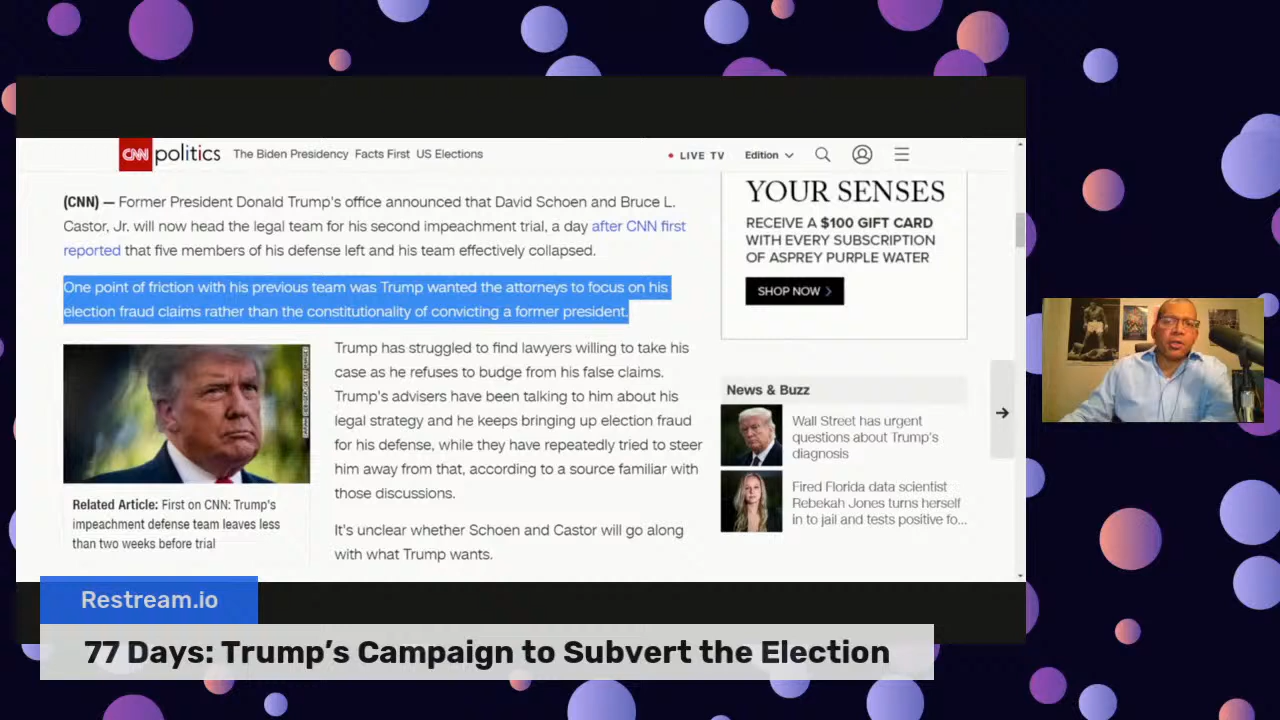 CNN politics The Biden Presidency Facts First US Elections
LIVE TV Edition
(CNN) — Former President Donald Trump's office announced that David Schoen and Bruce L.
Castor, Jr. will now head the legal team for his second impeachment trial, a day after CNN first
reported that five members of his defense left and his team effectively collapsed.
One point of friction with his previous team was Trump wanted the attorneys to focus on his
election fraud claims rather than the constitutionality of convicting a former president.
Trump has struggled to find lawyers willing to take his
case as he refuses to budge from his false claims.
Trump's advisers have been talking to him about his
legal strategy and he keeps bringing up election fraud
for his defense, while they have repeatedly tried to steer
him away from that, according to a source familiar with
those discussions.
It's unclear whether Schoen and Castor will go along
with what Trump wants.
Related Article: First on CNN: Trump's
impeachment defense team leaves less
than two weeks before trial
YOUR SENSES
RECEIVE A $100 GIFT CARD
WITH EVERY SUBSCRIPTION
OF ASPREY PURPLE WATER
SHOP NOW
News & Buzz
Wall Street has urgent
questions about Trump's
diagnosis
Fired Florida data scientist
Rebekah Jones turns herself
in to jail and tests positive fo...
Restream.io
77 Days: Trump's Campaign to Subvert the Election